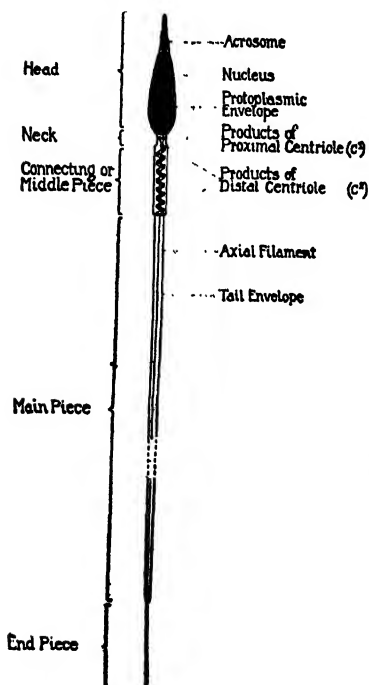 Head
Neck
Connecting or
Middle Piece
Main Piece
End Piece
Acrosome
Nucleus
Protoplasmic
Envelope
Products of
Proximal Centriole (c²)
Products of
Distal Centriole (c²)
Axial Filament
Tail Envelope